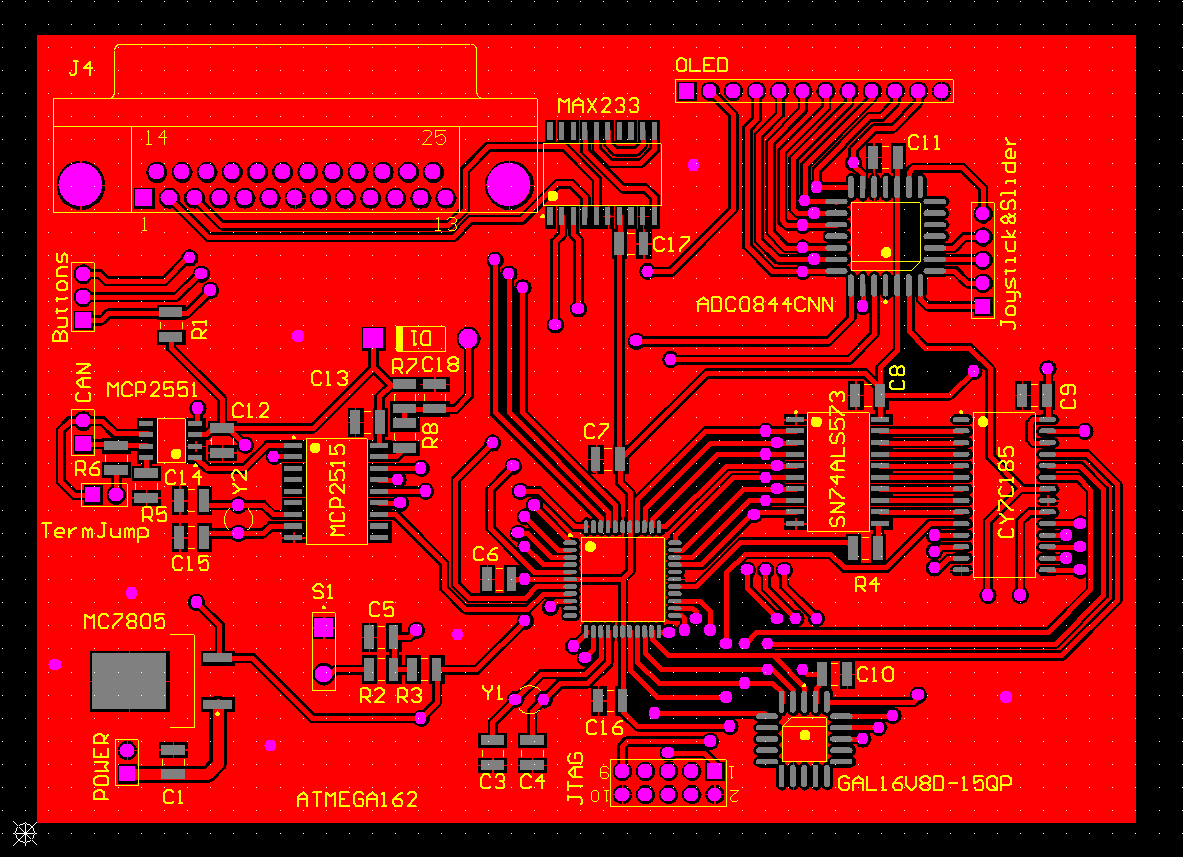 OLED
J4
MAX233
14 25
C11
1 13
Joystick&Slider
C17
Buttons
ADC0844CNN
R1
D1
R7 C18
CAN
C13
C8
MCP2551
C9
C12
SN74ALS573
C7
R8
R6
C14
Y2
MCP2515
CY7C185
R5
TermJump
C15
C6
R4
S1
C5
MC7805
R2 R3
Y1
C10
C16
POWER
JTAG
9 1
C3 C4
GAL16V8D-15QP
C1
10 2
ATMEGA162